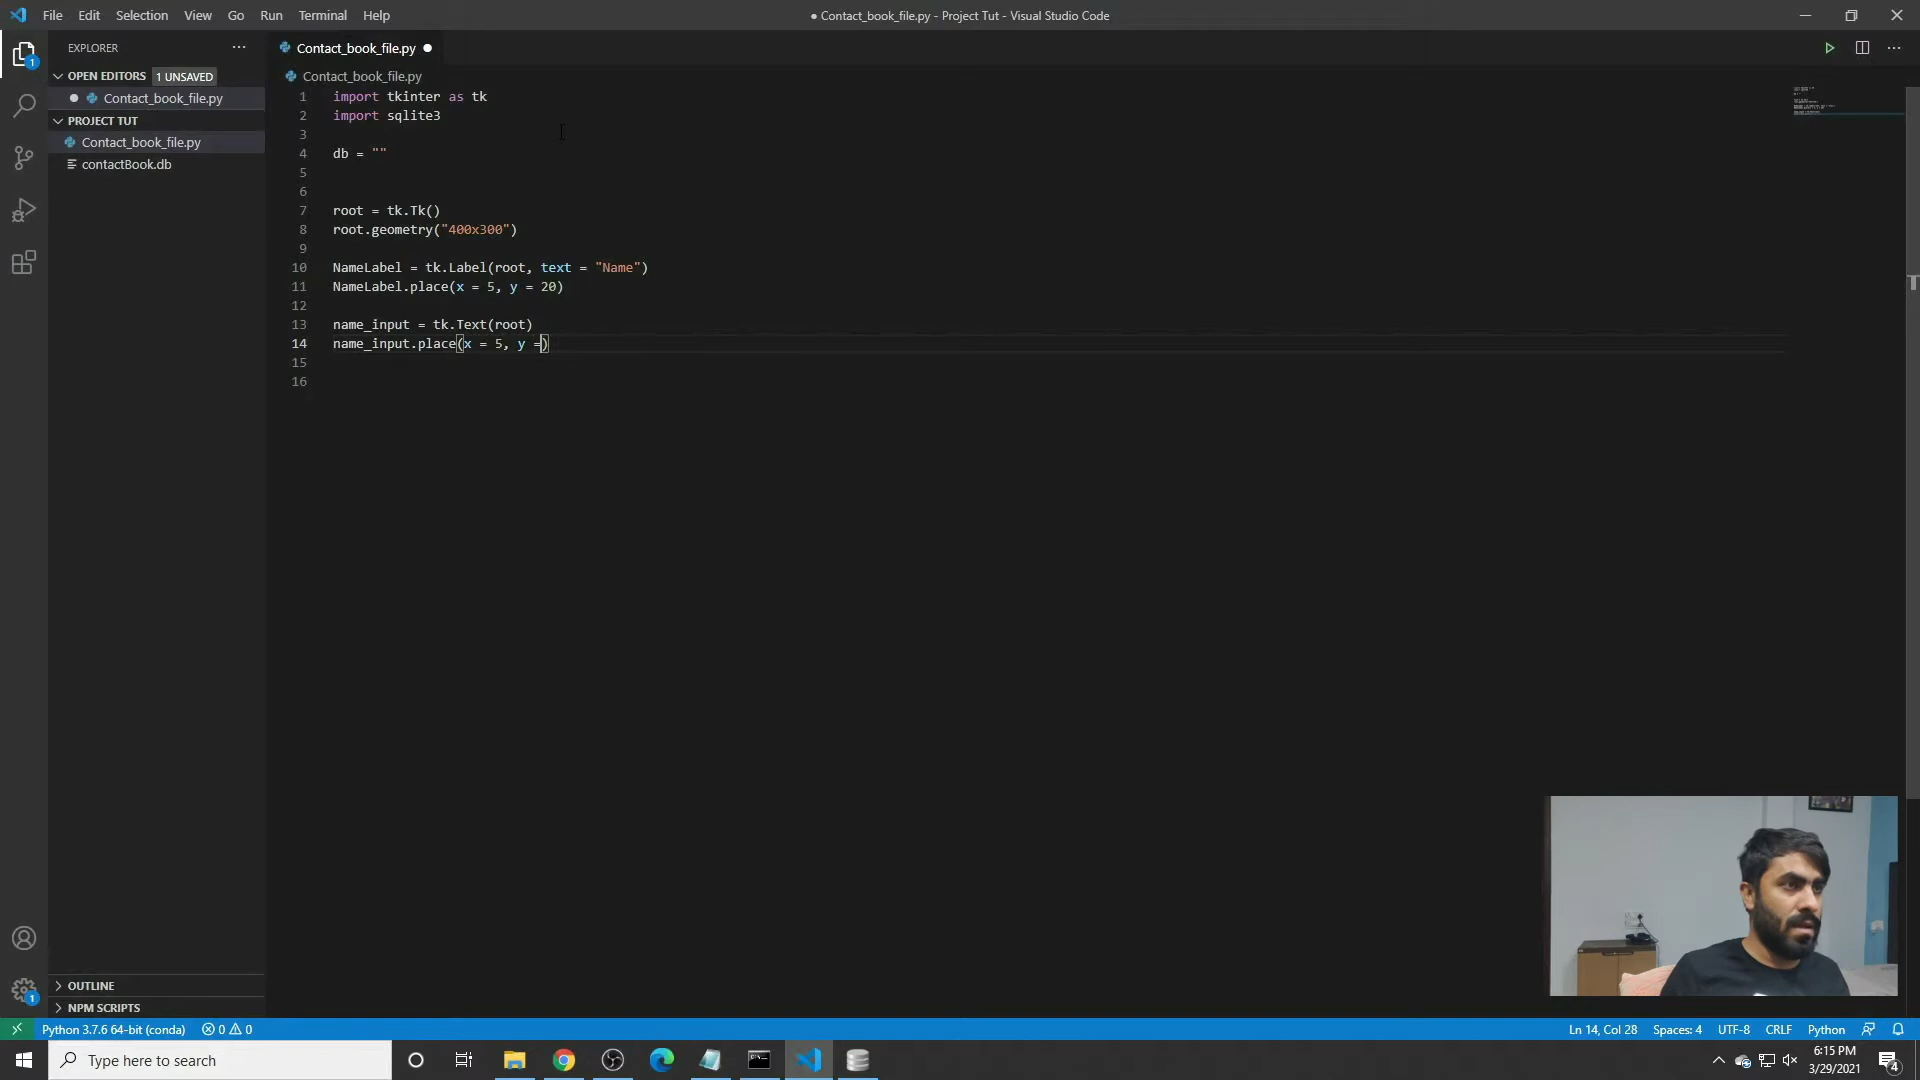 File Edit Selection View Go Run Terminal Help
● Contact_book_file.py - Project Tut - Visual Studio Code
EXPLORER
OPEN EDITORS 1 UNSAVED
Contact_book_file.py
PROJECT TUT
Contact_book_file.py
contactBook.db
OUTLINE
NPM SCRIPTS
Contact_book_file.py
Contact_book_file.py
1 import tkinter as tk
2 import sqlite3
3
4 db = ""
5
6
7 root = tk.Tk()
8 root.geometry("400x300")
9
10 NameLabel = tk.Label(root, text = "Name")
11 NameLabel.place(x = 5, y = 20)
12
13 name_input = tk.Text(root)
14 name_input.place(x = 5, y =)
15
16
1
1
Python 3.7.6 64-bit (conda) 0 0
Ln 14, Col 28 Spaces: 4 UTF-8 CRLF Python
Type here to search
6:15 PM
3/29/2021
4